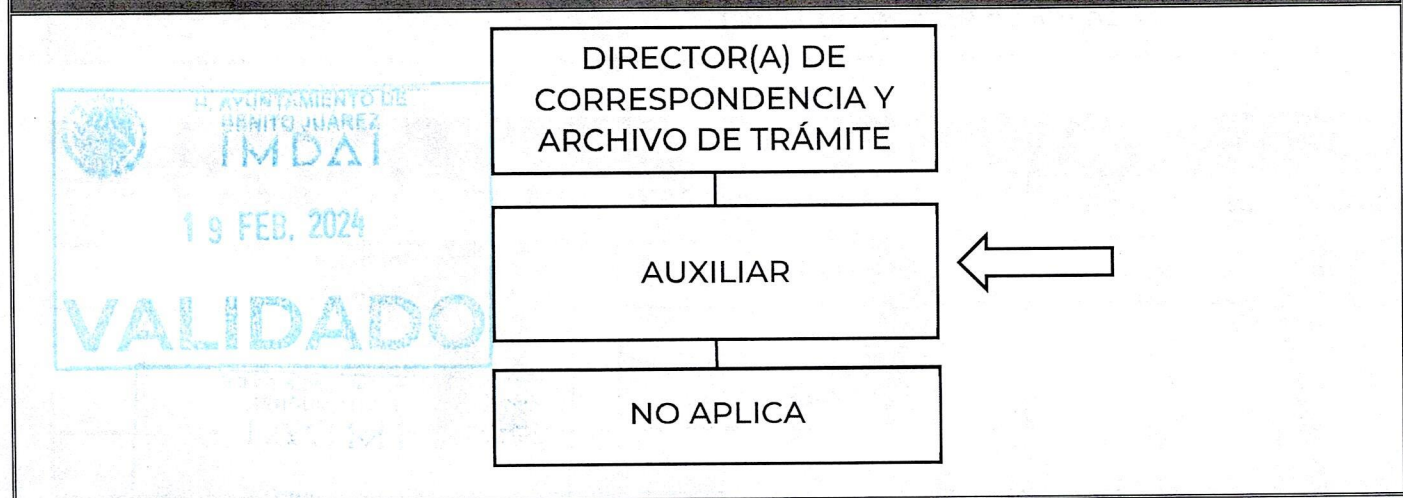 DIRECTOR(A) DE
CORRESPONDENCIA Y
ARCHIVO DE TRÁMITE
H. AYUNTAMIENTO DE
BENITO JUAREZ
IMDAI
19 FEB. 2024
VALIDADO
AUXILIAR
NO APLICA